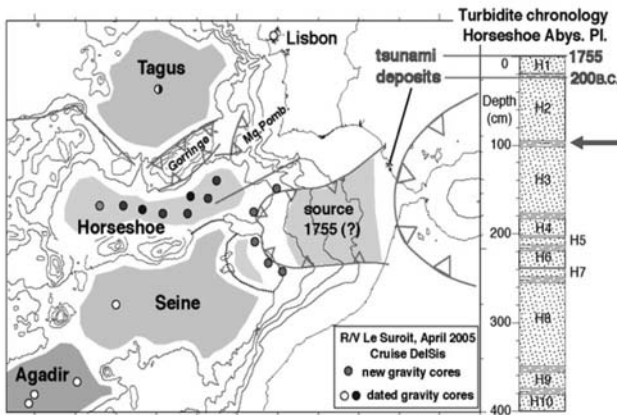 Turbidite chronology
Horseshoe Abys. Pl.
Lisbon
tsunami
deposits
1755
200B.C.
Depth
(cm)
0
100
200
300
400
H1
H2
H3
H4
H5
H6
H7
H8
H9
H10
Tagus
Gorringe
Mq. Pomb.
Horseshoe
source
1755 (?)
Seine
Agadir
R/V Le Suroit, April 2005
Cruise DelSis
new gravity cores
dated gravity cores